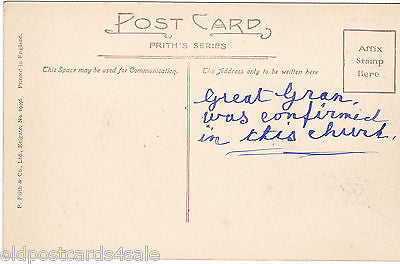 POST CARD
FRITH'S SERIES
This Space may be used for Communication.
The Address only to be written here
Affix
Stamp
Here
Great Gran,
was confirmed
in this church.
F. Frith & Co., Ltd., Reigate, No. Printed in England.
oldpostcards4sale